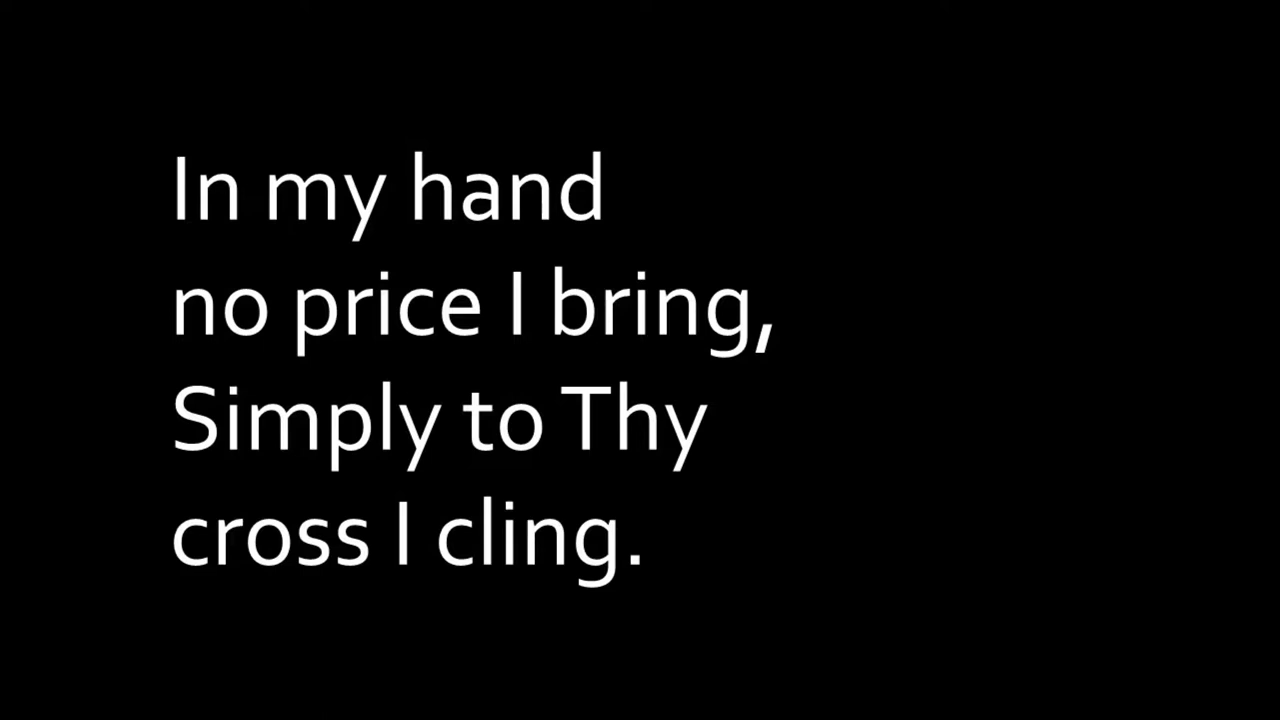 In my hand
no price I bring,
Simply to Thy
cross I cling.